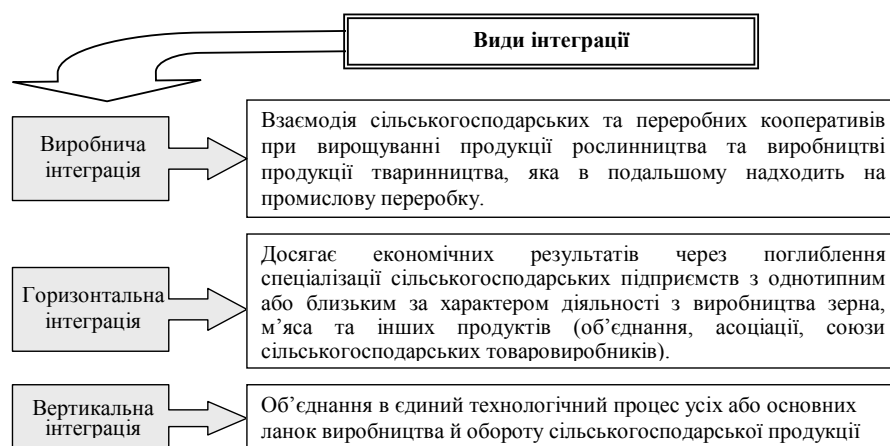 Види інтеграції
Виробнича
інтеграція
Взаємодія сільськогосподарських та переробних кооперативів
при вирощуванні продукції рослинництва та виробництві
продукції тваринництва, яка в подальшому надходить на
промислову переробку.
Горизонтальна
інтеграція
Досягає економічних результатів через поглиблення
спеціалізації сільськогосподарських підприємств з однотипним
або близьким за характером діяльності з виробництва зерна,
м’яса та інших продуктів (об’єднання, асоціації, союзи
сільськогосподарських товаровиробників).
Вертикальна
інтеграція
Об’єднання в єдиний технологічний процес усіх або основних
ланок виробництва й обороту сільськогосподарської продукції